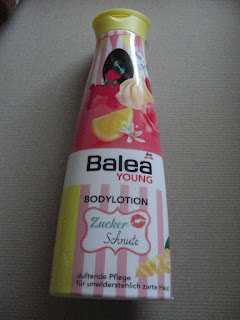 Balea
YOUNG
BODYLOTION
Zucker
Schnute
duftende Pflege
für unwiderstehlich zarte Haut